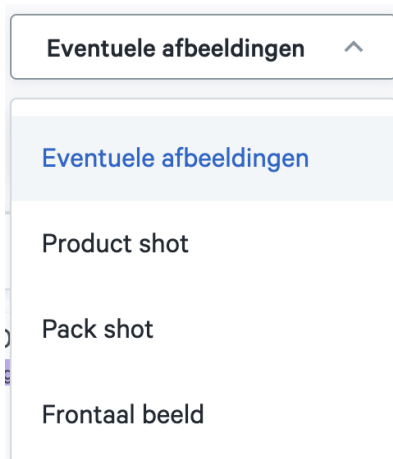 Eventuele afbeeldingen
Eventuele afbeeldingen
Product shot
Pack shot
Frontaal beeld